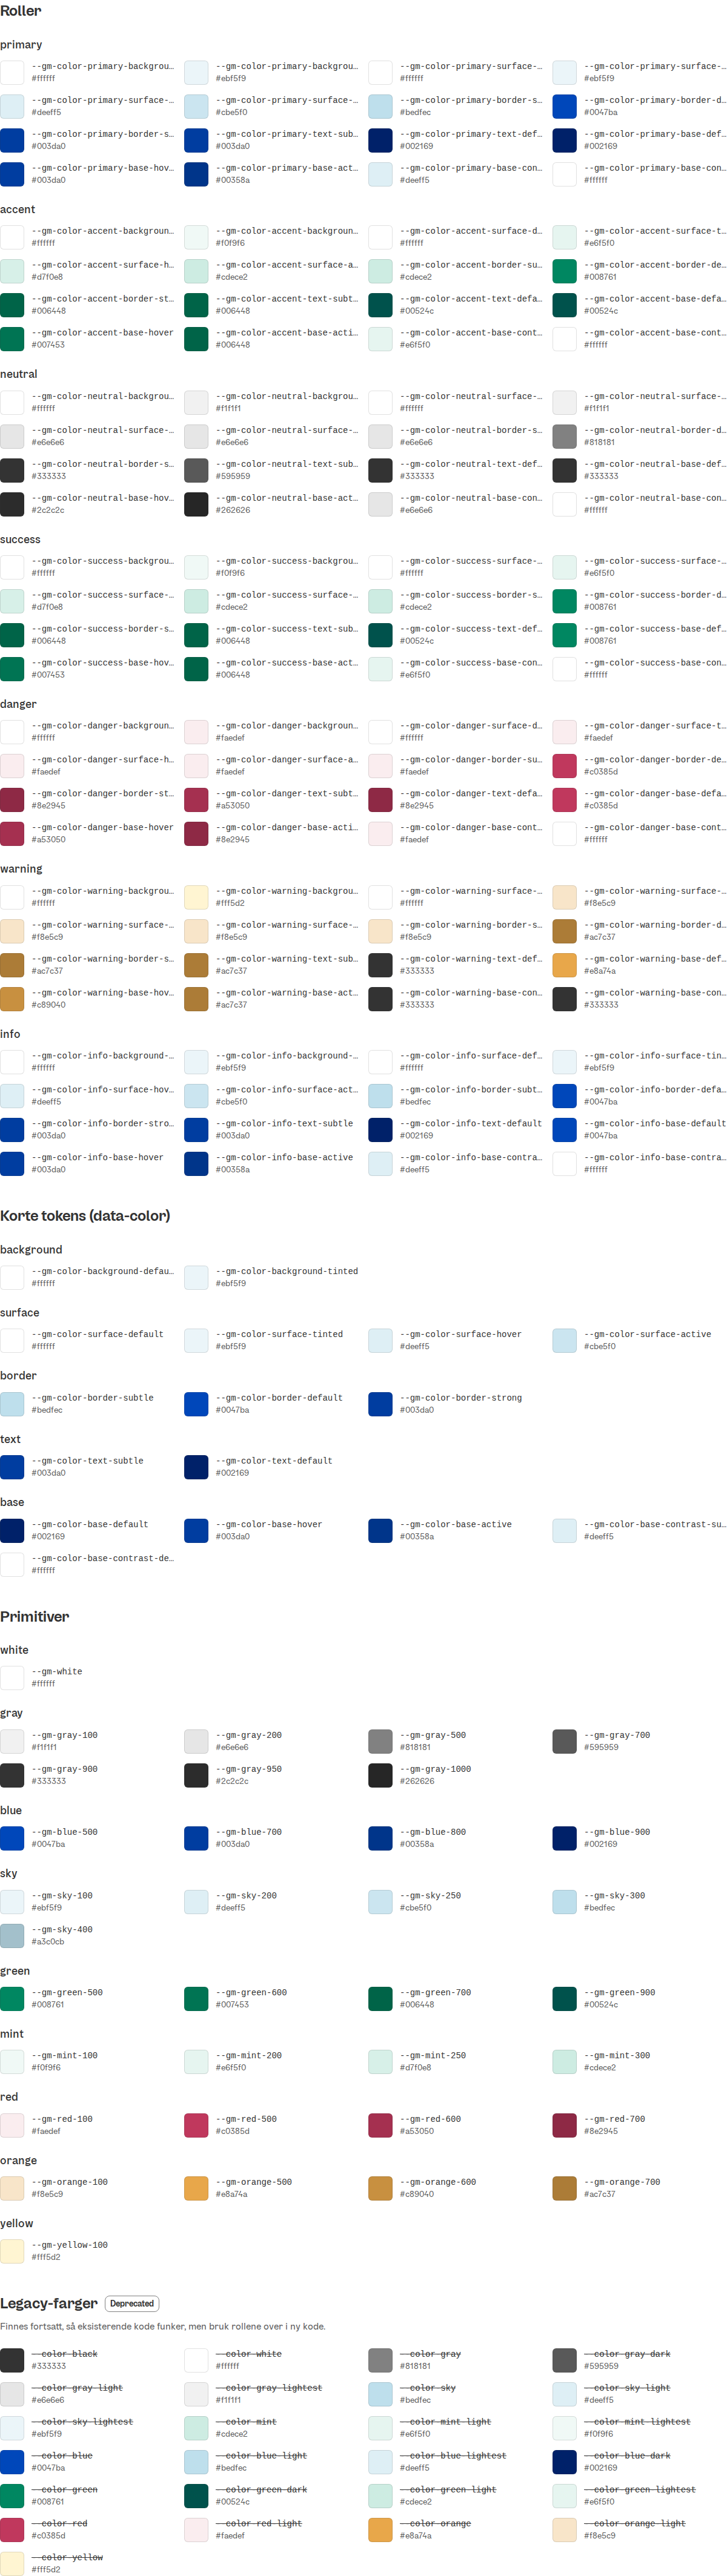 Roller
primary
--gm-color-primary-backgrou… --gm-color-primary-backgrou… --gm-color-primary-surface-… --gm-color-primary-surface-…
#ffffff #ebf5f9 #ffffff #ebf5f9
--gm-color-primary-surface-… --gm-color-primary-surface-… --gm-color-primary-border-s… --gm-color-primary-border-d…
#deeff5 #cbe5f0 #bedfec #0047ba
--gm-color-primary-border-s… --gm-color-primary-text-sub… --gm-color-primary-text-def… --gm-color-primary-base-def…
#003da0 #003da0 #002169 #002169
--gm-color-primary-base-hov… --gm-color-primary-base-act… --gm-color-primary-base-con… --gm-color-primary-base-con…
#003da0 #00358a #deeff5 #ffffff
accent
--gm-color-accent-backgroun… --gm-color-accent-backgroun… --gm-color-accent-surface-d… --gm-color-accent-surface-t…
#ffffff #f0f9f6 #ffffff #e6f5f0
--gm-color-accent-surface-h… --gm-color-accent-surface-a… --gm-color-accent-border-su… --gm-color-accent-border-de…
#d7f0e8 #cdece2 #cdece2 #008761
--gm-color-accent-border-st… --gm-color-accent-text-subt… --gm-color-accent-text-defa… --gm-color-accent-base-defa…
#006448 #006448 #00524c #00524c
--gm-color-accent-base-hover --gm-color-accent-base-acti… --gm-color-accent-base-cont… --gm-color-accent-base-cont…
#007453 #006448 #e6f5f0 #ffffff
neutral
--gm-color-neutral-backgrou… --gm-color-neutral-backgrou… --gm-color-neutral-surface-… --gm-color-neutral-surface-…
#ffffff #f1f1f1 #ffffff #f1f1f1
--gm-color-neutral-surface-… --gm-color-neutral-surface-… --gm-color-neutral-border-s… --gm-color-neutral-border-d…
#e6e6e6 #e6e6e6 #e6e6e6 #818181
--gm-color-neutral-border-s… --gm-color-neutral-text-sub… --gm-color-neutral-text-def… --gm-color-neutral-base-def…
#333333 #595959 #333333 #333333
--gm-color-neutral-base-hov… --gm-color-neutral-base-act… --gm-color-neutral-base-con… --gm-color-neutral-base-con…
#2c2c2c #262626 #e6e6e6 #ffffff
success
--gm-color-success-backgrou… --gm-color-success-backgrou… --gm-color-success-surface-… --gm-color-success-surface-…
#ffffff #f0f9f6 #ffffff #e6f5f0
--gm-color-success-surface-… --gm-color-success-surface-… --gm-color-success-border-s… --gm-color-success-border-d…
#d7f0e8 #cdece2 #cdece2 #008761
--gm-color-success-border-s… --gm-color-success-text-sub… --gm-color-success-text-def… --gm-color-success-base-def…
#006448 #006448 #00524c #008761
--gm-color-success-base-hov… --gm-color-success-base-act… --gm-color-success-base-con… --gm-color-success-base-con…
#007453 #006448 #e6f5f0 #ffffff
danger
--gm-color-danger-backgroun… --gm-color-danger-backgroun… --gm-color-danger-surface-d… --gm-color-danger-surface-t…
#ffffff #faedef #ffffff #faedef
--gm-color-danger-surface-h… --gm-color-danger-surface-a… --gm-color-danger-border-su… --gm-color-danger-border-de…
#faedef #faedef #faedef #c0385d
--gm-color-danger-border-st… --gm-color-danger-text-subt… --gm-color-danger-text-defa… --gm-color-danger-base-defa…
#8e2945 #a53050 #8e2945 #c0385d
--gm-color-danger-base-hover --gm-color-danger-base-acti… --gm-color-danger-base-cont… --gm-color-danger-base-cont…
#a53050 #8e2945 #faedef #ffffff
warning
--gm-color-warning-backgrou… --gm-color-warning-backgrou… --gm-color-warning-surface-… --gm-color-warning-surface-…
#ffffff #fff5d2 #ffffff #f8e5c9
--gm-color-warning-surface-… --gm-color-warning-surface-… --gm-color-warning-border-s… --gm-color-warning-border-d…
#f8e5c9 #f8e5c9 #f8e5c9 #ac7c37
--gm-color-warning-border-s… --gm-color-warning-text-sub… --gm-color-warning-text-def… --gm-color-warning-base-def…
#ac7c37 #ac7c37 #333333 #e8a74a
--gm-color-warning-base-hov… --gm-color-warning-base-act… --gm-color-warning-base-con… --gm-color-warning-base-con…
#c89040 #ac7c37 #333333 #333333
info
--gm-color-info-background-… --gm-color-info-background-… --gm-color-info-surface-def… --gm-color-info-surface-tin…
#ffffff #ebf5f9 #ffffff #ebf5f9
--gm-color-info-surface-hov… --gm-color-info-surface-act… --gm-color-info-border-subt… --gm-color-info-border-defa…
#deeff5 #cbe5f0 #bedfec #0047ba
--gm-color-info-border-stro… --gm-color-info-text-subtle --gm-color-info-text-default --gm-color-info-base-default
#003da0 #003da0 #002169 #0047ba
--gm-color-info-base-hover --gm-color-info-base-active --gm-color-info-base-contra… --gm-color-info-base-contra…
#003da0 #00358a #deeff5 #ffffff
Korte tokens (data-color)
background
--gm-color-background-defau… --gm-color-background-tinted
#ffffff #ebf5f9
surface
--gm-color-surface-default --gm-color-surface-tinted --gm-color-surface-hover --gm-color-surface-active
#ffffff #ebf5f9 #deeff5 #cbe5f0
border
--gm-color-border-subtle --gm-color-border-default --gm-color-border-strong
#bedfec #0047ba #003da0
text
--gm-color-text-subtle --gm-color-text-default
#003da0 #002169
base
--gm-color-base-default --gm-color-base-hover --gm-color-base-active --gm-color-base-contrast-su…
#002169 #003da0 #00358a #deeff5
--gm-color-base-contrast-de…
#ffffff
Primitiver
white
--gm-white
#ffffff
gray
--gm-gray-100 --gm-gray-200 --gm-gray-500 --gm-gray-700
#f1f1f1 #e6e6e6 #818181 #595959
--gm-gray-900 --gm-gray-950 --gm-gray-1000
#333333 #2c2c2c #262626
blue
--gm-blue-500 --gm-blue-700 --gm-blue-800 --gm-blue-900
#0047ba #003da0 #00358a #002169
sky
--gm-sky-100 --gm-sky-200 --gm-sky-250 --gm-sky-300
#ebf5f9 #deeff5 #cbe5f0 #bedfec
--gm-sky-400
#a3c0cb
green
--gm-green-500 --gm-green-600 --gm-green-700 --gm-green-900
#008761 #007453 #006448 #00524c
mint
--gm-mint-100 --gm-mint-200 --gm-mint-250 --gm-mint-300
#f0f9f6 #e6f5f0 #d7f0e8 #cdece2
red
--gm-red-100 --gm-red-500 --gm-red-600 --gm-red-700
#faedef #c0385d #a53050 #8e2945
orange
--gm-orange-100 --gm-orange-500 --gm-orange-600 --gm-orange-700
#f8e5c9 #e8a74a #c89040 #ac7c37
yellow
--gm-yellow-100
#fff5d2
Legacy-farger Deprecated
Finnes fortsatt, så eksisterende kode funker, men bruk rollene over i ny kode.
--color-black --color-white --color-gray --color-gray-dark
#333333 #ffffff #818181 #595959
--color-gray-light --color-gray-lightest --color-sky --color-sky-light
#e6e6e6 #f1f1f1 #bedfec #deeff5
--color-sky-lightest --color-mint --color-mint-light --color-mint-lightest
#ebf5f9 #cdece2 #e6f5f0 #f0f9f6
--color-blue --color-blue-light --color-blue-lightest --color-blue-dark
#0047ba #bedfec #deeff5 #002169
--color-green --color-green-dark --color-green-light --color-green-lightest
#008761 #00524c #cdece2 #e6f5f0
--color-red --color-red-light --color-orange --color-orange-light
#c0385d #faedef #e8a74a #f8e5c9
--color-yellow
#fff5d2